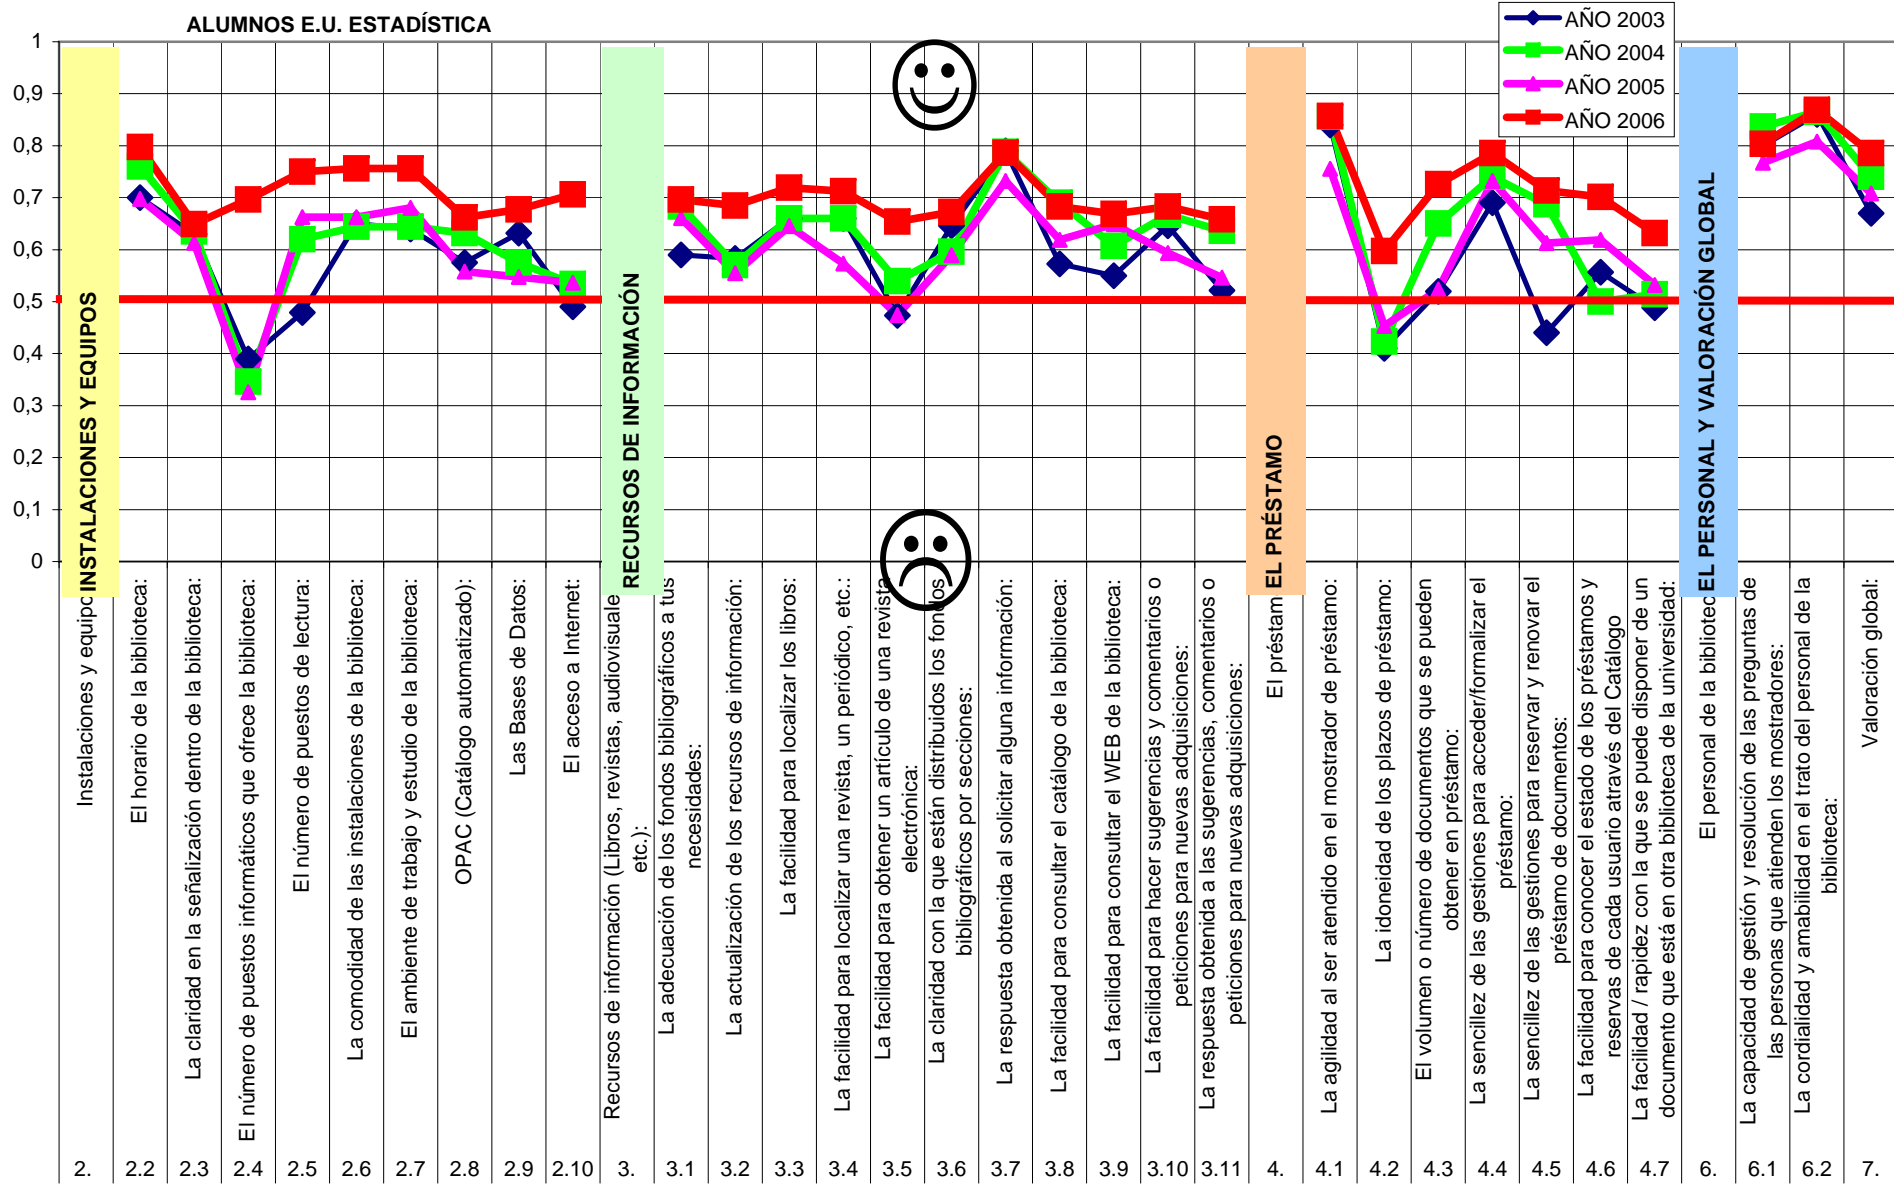 ALUMNOS E.U. ESTADÍSTICA
AÑO 2003
AÑO 2004
AÑO 2005
AÑO 2006
1
0,9
0,8
0,7
0,6
0,5
0,4
0,3
0,2
0,1
0
INSTALACIONES Y EQUIPOS
RECURSOS DE INFORMACIÓN
EL PRÉSTAMO
EL PERSONAL Y VALORACIÓN GLOBAL
Instalaciones y equipo
El horario de la biblioteca:
La claridad en la señalización dentro de la biblioteca:
El número de puestos informáticos que ofrece la biblioteca:
El número de puestos de lectura:
La comodidad de las instalaciones de la biblioteca:
El ambiente de trabajo y estudio de la biblioteca:
OPAC (Catálogo automatizado):
Las Bases de Datos:
El acceso a Internet:
Recursos de información (Libros, revistas, audiovisuale
etc.):
La adecuación de los fondos bibliográficos a tus
necesidades:
La actualización de los recursos de información:
La facilidad para localizar los libros:
La facilidad para localizar una revista, un periódico, etc.:
La facilidad para obtener un artículo de una revista
electrónica:
La claridad con la que están distribuidos los fondos
bibliográficos por secciones:
La respuesta obtenida al solicitar alguna información:
La facilidad para consultar el catálogo de la biblioteca:
La facilidad para consultar el WEB de la biblioteca:
La facilidad para hacer sugerencias y comentarios o
peticiones para nuevas adquisiciones:
La respuesta obtenida a las sugerencias, comentarios o
peticiones para nuevas adquisiciones:
El préstam
La agilidad al ser atendido en el mostrador de préstamo:
La idoneidad de los plazos de préstamo:
El volumen o número de documentos que se pueden
obtener en préstamo:
La sencillez de las gestiones para acceder/formalizar el
préstamo:
La sencillez de las gestiones para reservar y renovar el
préstamo de documentos:
La facilidad para conocer el estado de los préstamos y
reservas de cada usuario através del Catálogo
La facilidad / rapidez con la que se puede disponer de un
documento que está en otra biblioteca de la universidad:
El personal de la bibliotec
La capacidad de gestión y resolución de las preguntas de
las personas que atienden los mostradores:
La cordialidad y amabilidad en el trato del personal de la
biblioteca:
Valoración global:
2. 2.2 2.3 2.4 2.5 2.6 2.7 2.8 2.9 2.10 3. 3.1 3.2 3.3 3.4 3.5 3.6 3.7 3.8 3.9 3.10 3.11 4. 4.1 4.2 4.3 4.4 4.5 4.6 4.7 6. 6.1 6.2 7.